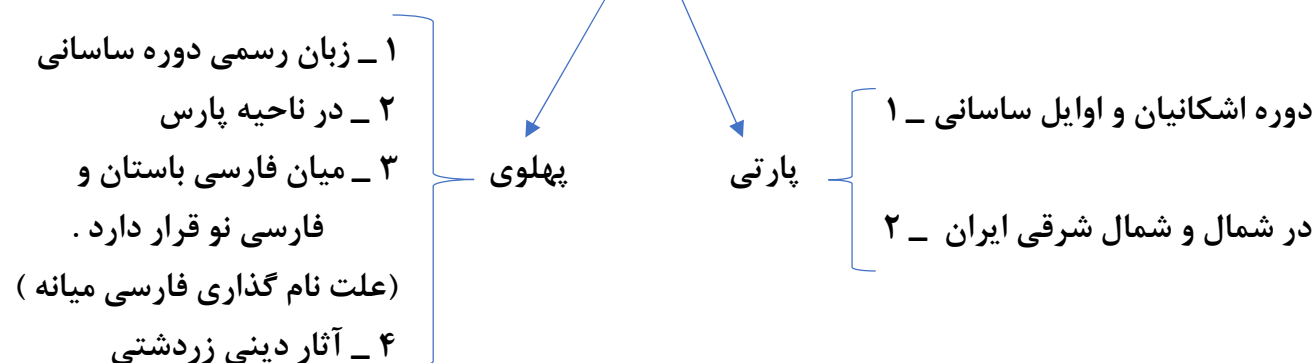 دوره اشکانیان و اوایل ساسانی _ ۱
در شمال و شمال شرقی ایران _ ۲
پارتی
پهلوی
۱ _ زبان رسمی دوره ساسانی
۲ _ در ناحیه پارس
۳ _ میان فارسی باستان و
فارسی نو قرار دارد .
(علت نام گذاری فارسی میانه )
۴ _ آثار دینی زردشتی